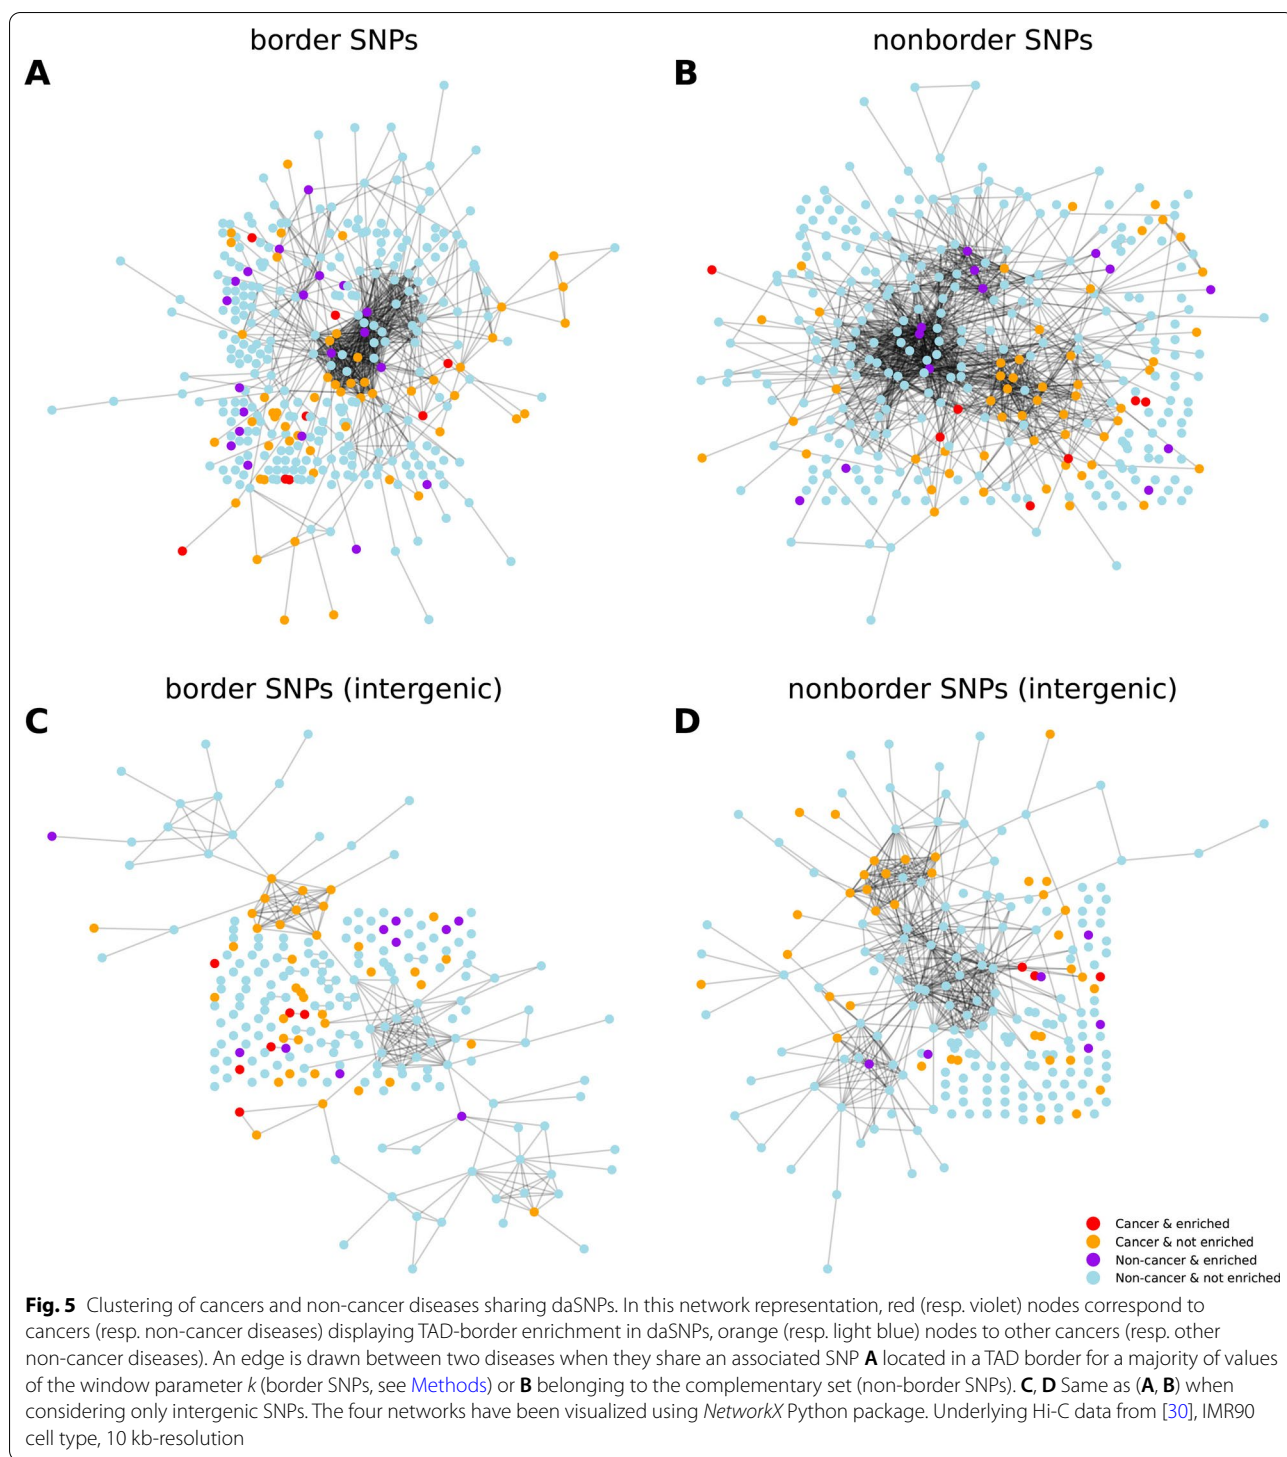 border SNPs
nonborder SNPs
A
B
border SNPs (intergenic)
nonborder SNPs (intergenic)
C
D
Cancer & enriched
Cancer & not enriched
Non-cancer & enriched
Non-cancer & not enriched
Fig. 5 Clustering of cancers and non-cancer diseases sharing daSNPs. In this network representation, red (resp. violet) nodes correspond to
cancers (resp. non-cancer diseases) displaying TAD-border enrichment in daSNPs, orange (resp. light blue) nodes to other cancers (resp. other
non-cancer diseases). An edge is drawn between two diseases when they share an associated SNP A located in a TAD border for a majority of values
of the window parameter k (border SNPs, see Methods) or B belonging to the complementary set (non-border SNPs). C, D Same as (A, B) when
considering only intergenic SNPs. The four networks have been visualized using NetworkX Python package. Underlying Hi-C data from [30], IMR90
cell type, 10 kb-resolution